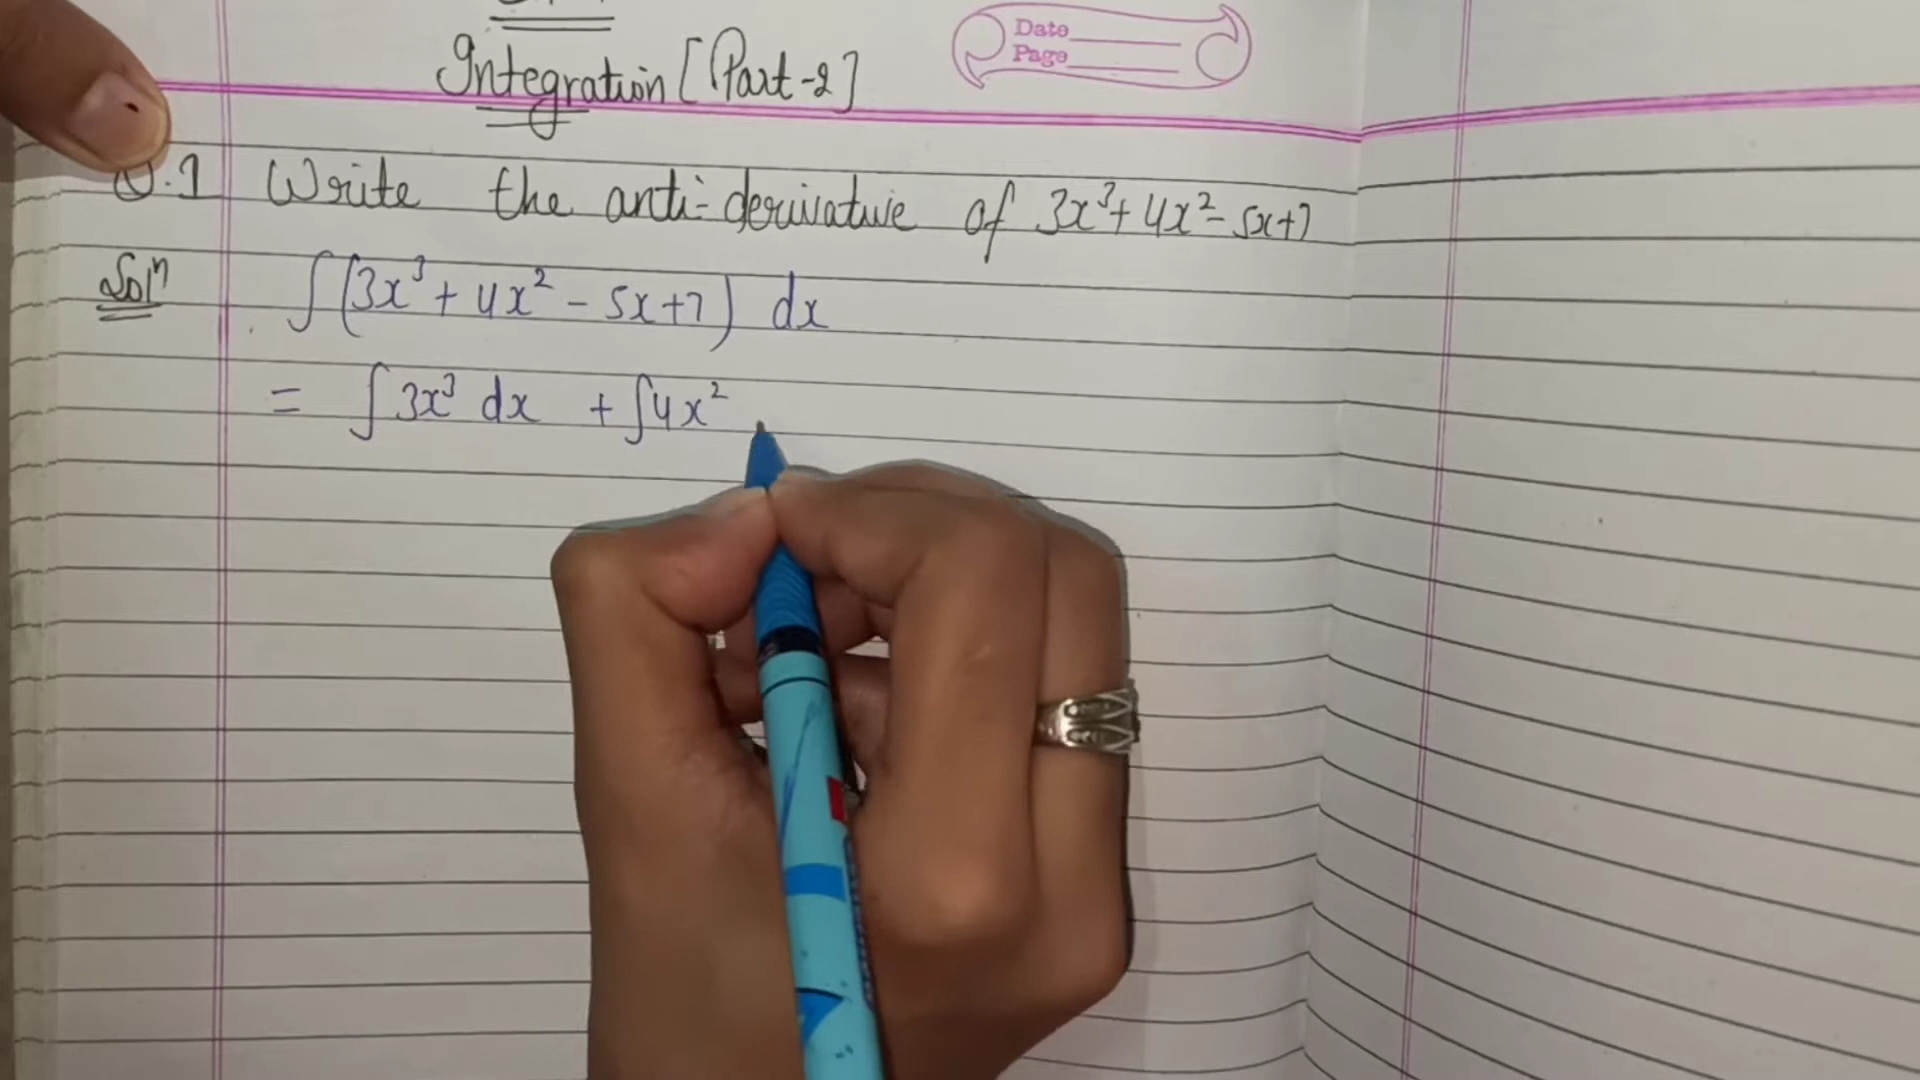 Date
Page
Integration [Part-2]
Q.1 Write the anti-derivative of 3x³+ 4x²- 5x+7
Solⁿ ∫(3x³ + 4x² - 5x+7) dx
= ∫3x³ dx + ∫4x²